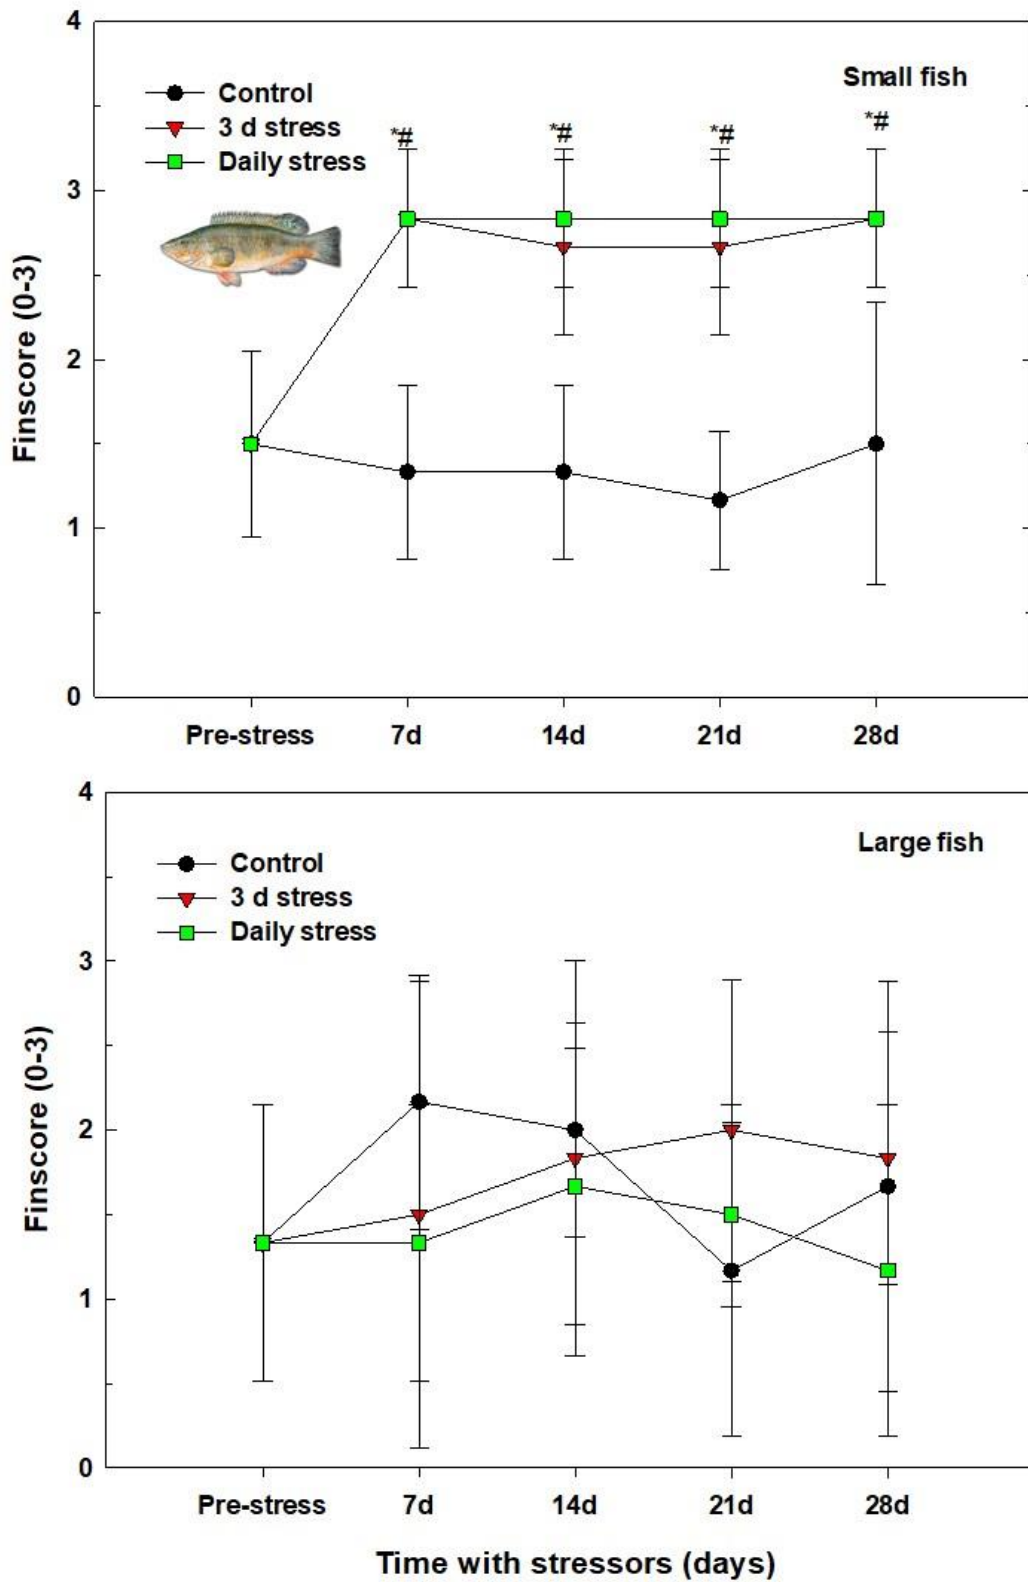 4
Small fish
Control
3 d stress
Daily stress
*#
*#
*#
*#
3
2
1
0
Finscore (0-3)
Pre-stress
7d
14d
21d
28d
4
Large fish
Control
3 d stress
Daily stress
3
2
1
0
Finscore (0-3)
Pre-stress
7d
14d
21d
28d
Time with stressors (days)